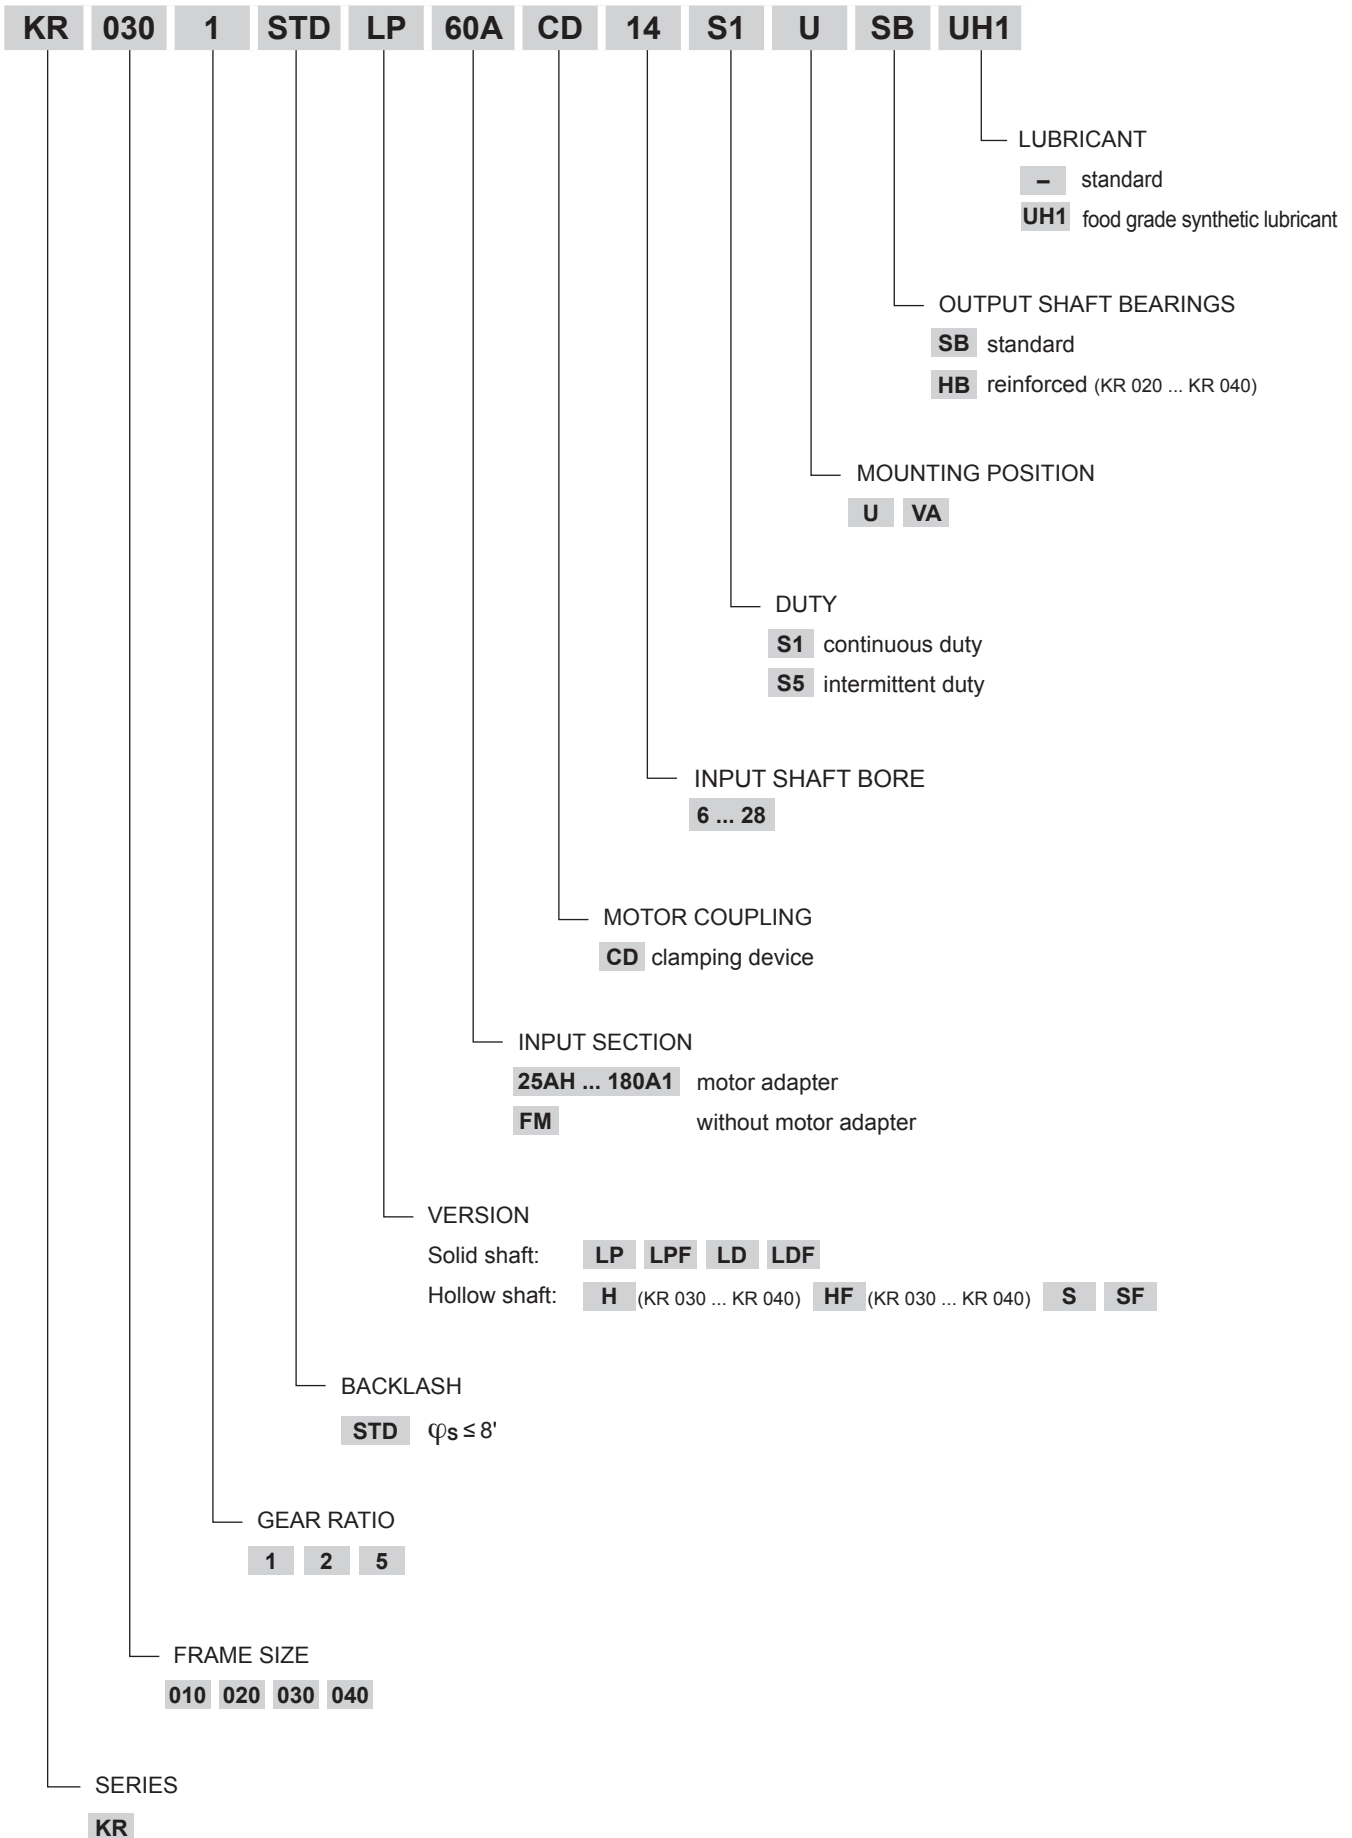 KR 030 1 STD LP 60A CD 14 S1 U SB UH1
LUBRICANT
– standard
UH1 food grade synthetic lubricant
OUTPUT SHAFT BEARINGS
SB standard
HB reinforced (KR 020 ... KR 040)
MOUNTING POSITION
U VA
DUTY
S1 continuous duty
S5 intermittent duty
INPUT SHAFT BORE
6 ... 28
MOTOR COUPLING
CD clamping device
INPUT SECTION
25AH ... 180A1 motor adapter
FM without motor adapter
VERSION
Solid shaft: LP LPF LD LDF
Hollow shaft: H (KR 030 ... KR 040) HF (KR 030 ... KR 040) S SF
BACKLASH
STD φs ≤ 8'
GEAR RATIO
1 2 5
FRAME SIZE
010 020 030 040
SERIES
KR